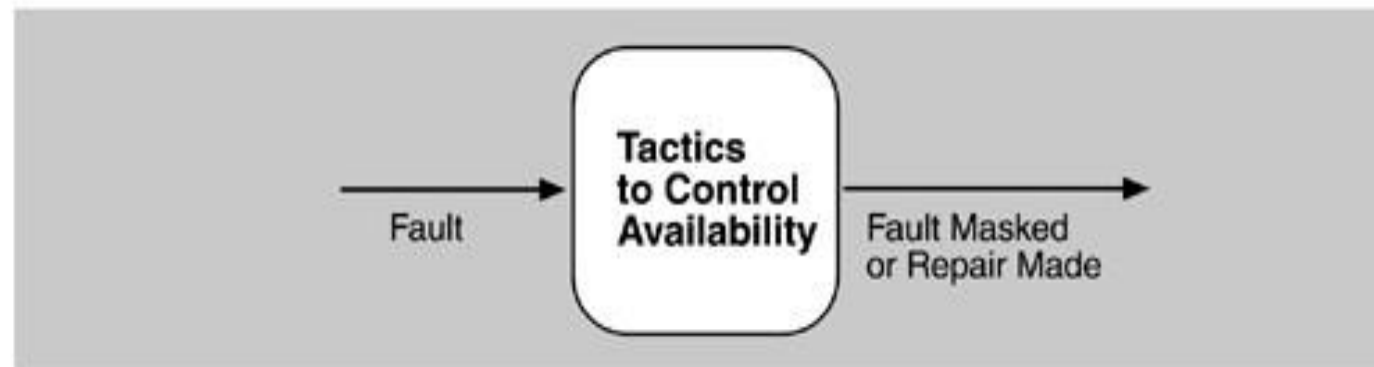 Fault
Tactics
to Control
Availability
Fault Masked
or Repair Made